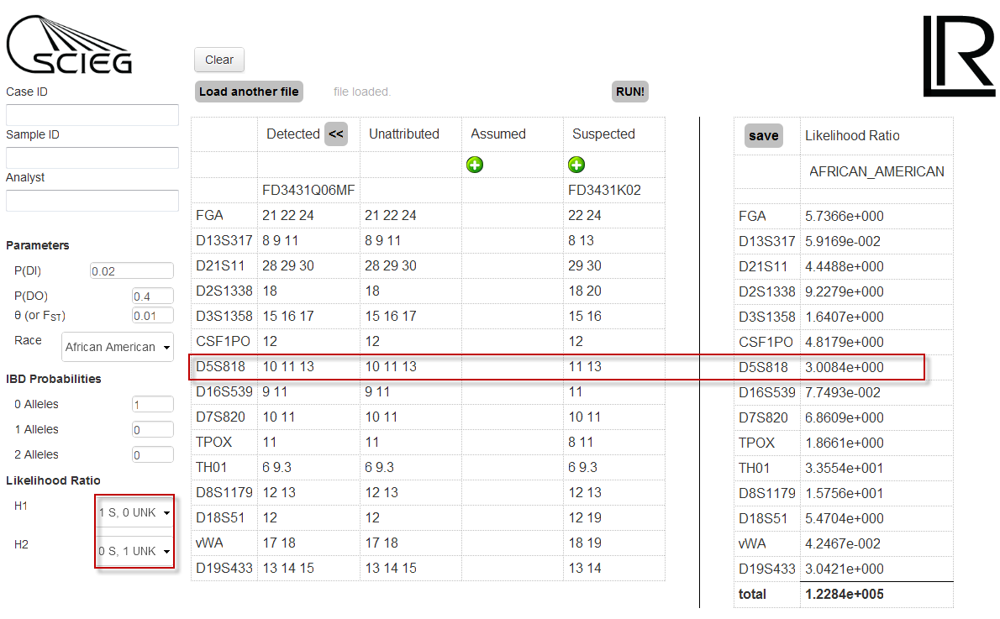 SCIEG
LR
Clear
Case ID
Load another file file loaded. RUN!
Sample ID
Analyst
Parameters
P(DI) 0.02
P(DO) 0.4
θ (or FST) 0.01
Race African American
IBD Probabilities
0 Alleles 1
1 Alleles 0
2 Alleles 0
Likelihood Ratio
H1 1 S, 0 UNK
H2 0 S, 1 UNK
Detected << Unattributed Assumed Suspected
FD3431Q06MF FD3431K02
FGA 21 22 24 21 22 24 22 24
D13S317 8 9 11 8 9 11 8 13
D21S11 28 29 30 28 29 30 29 30
D2S1338 18 18 18 20
D3S1358 15 16 17 15 16 17 15 16
CSF1PO 12 12 12
D5S818 10 11 13 10 11 13 11 13
D16S539 9 11 9 11 11
D7S820 10 11 10 11 10 11
TPOX 11 11 8 11
TH01 6 9.3 6 9.3 6 9.3
D8S1179 12 13 12 13 12 13
D18S51 12 12 12 19
vWA 17 18 17 18 18 19
D19S433 13 14 15 13 14 15 13 14
save Likelihood Ratio
AFRICAN_AMERICAN
FGA 5.7366e+000
D13S317 5.9169e-002
D21S11 4.4488e+000
D2S1338 9.2279e+000
D3S1358 1.6407e+000
CSF1PO 4.8179e+000
D5S818 3.0084e+000
D16S539 7.7493e-002
D7S820 6.8609e+000
TPOX 1.8661e+000
TH01 3.3554e+001
D8S1179 1.5756e+001
D18S51 5.4704e+000
vWA 4.2467e-002
D19S433 3.0421e+000
total 1.2284e+005